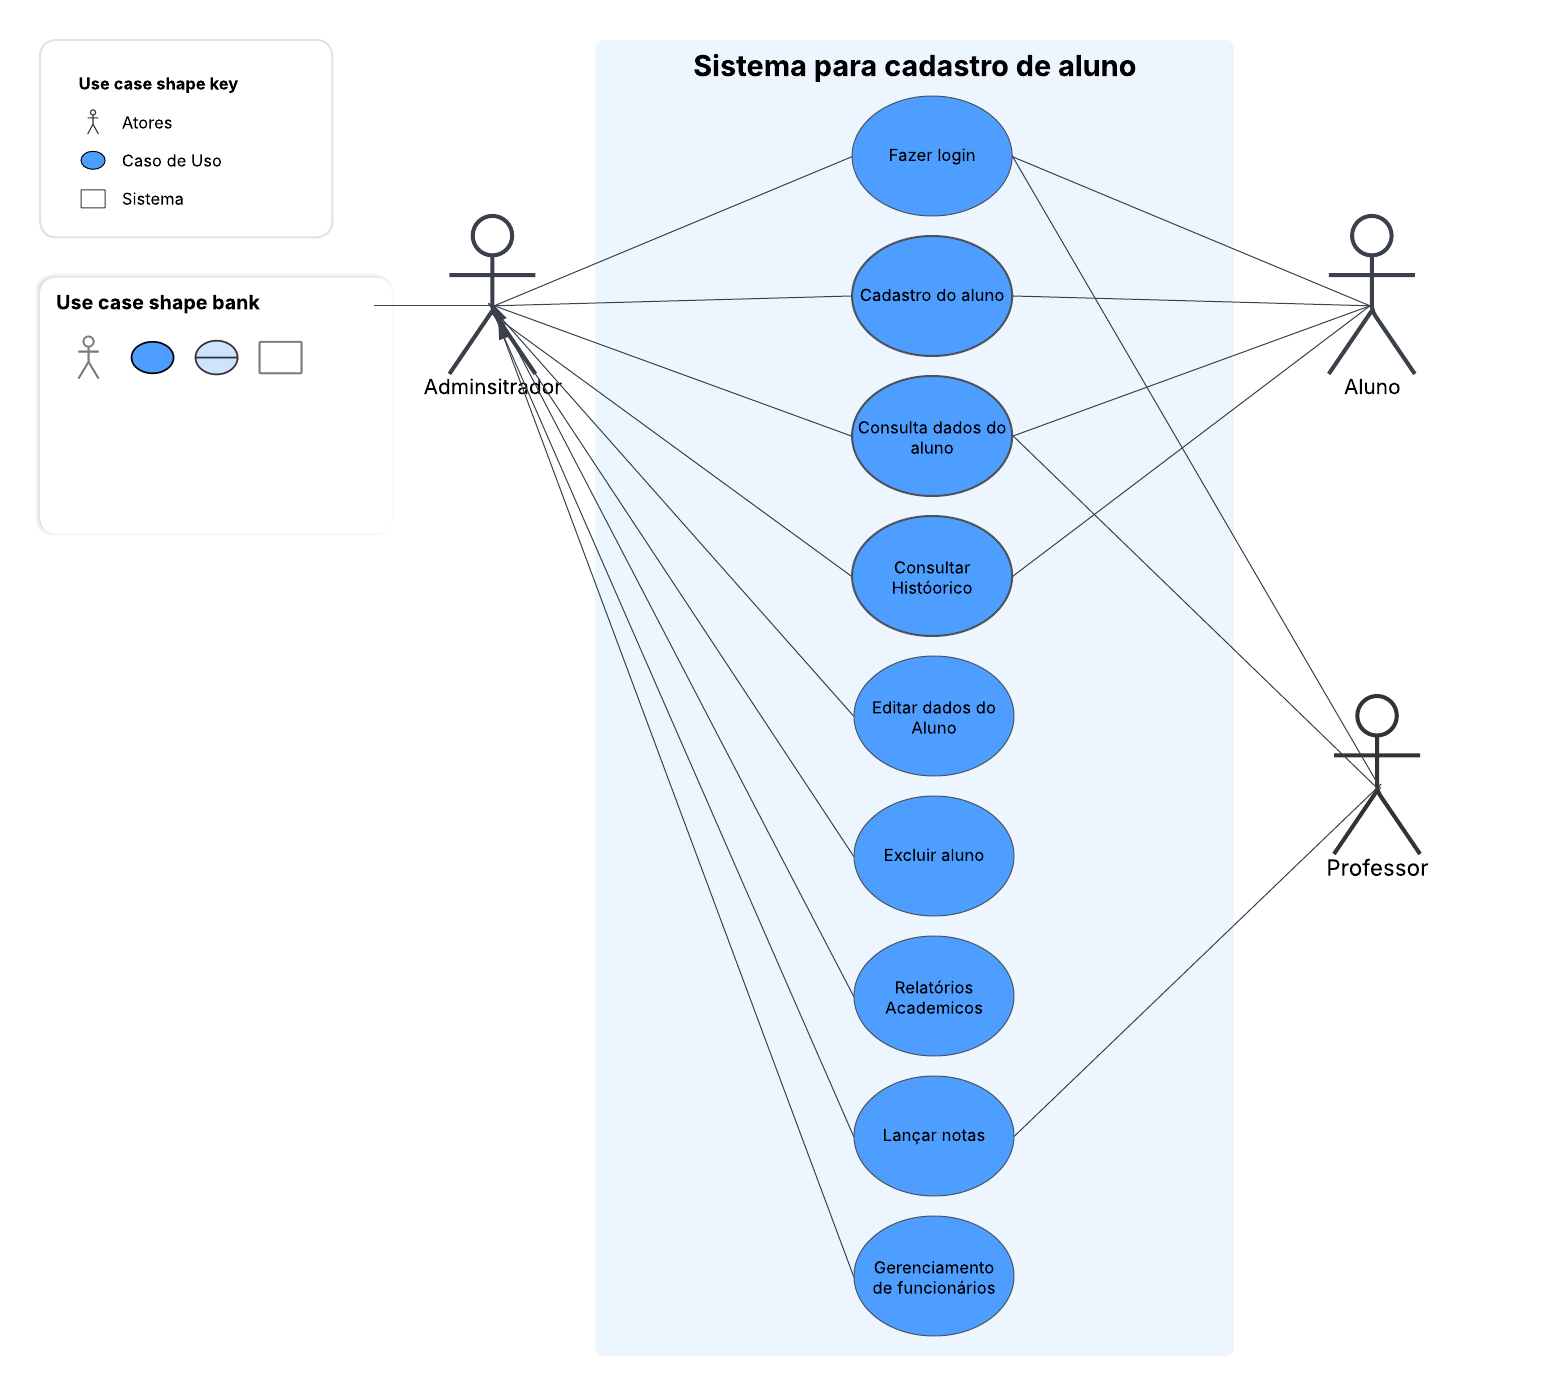 Use case shape key
Atores
Caso de Uso
Sistema
Use case shape bank
Sistema para cadastro de aluno
Fazer login
Cadastro do aluno
Consulta dados do
aluno
Consultar
Históorico
Editar dados do
Aluno
Excluir aluno
Relatórios
Academicos
Lançar notas
Gerenciamento
de funcionários
Adminsitrador
Aluno
Professor